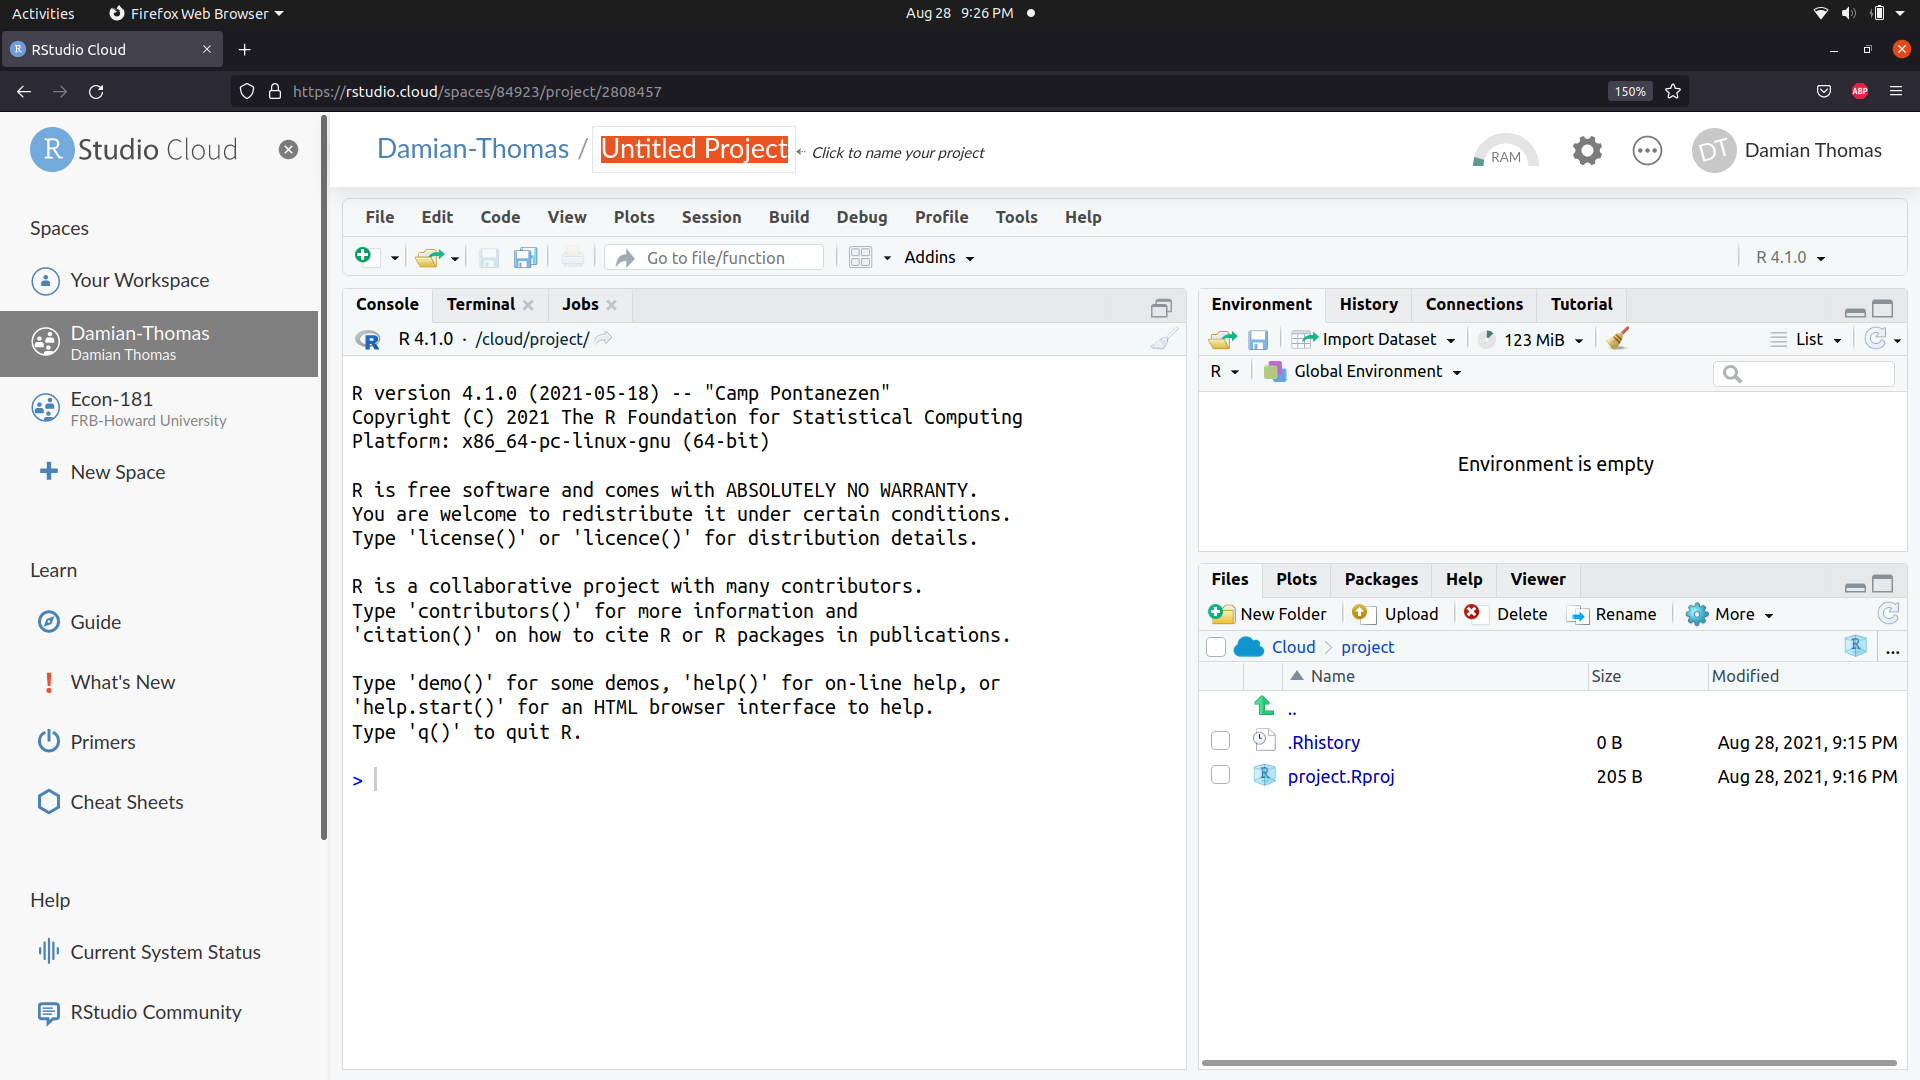 Activities Firefox Web Browser Aug 28 9:26 PM
RStudio Cloud
https://rstudio.cloud/spaces/84923/project/2808457 150% ABP
R Studio Cloud
Damian-Thomas / Untitled Project Click to name your project RAM DT Damian Thomas
Spaces
Your Workspace
Damian-Thomas
Damian Thomas
Econ-181
FRB-Howard University
New Space
Learn
Guide
What's New
Primers
Cheat Sheets
Help
Current System Status
RStudio Community
File Edit Code View Plots Session Build Debug Profile Tools Help
Go to file/function Addins R 4.1.0
Console Terminal Jobs
R 4.1.0 · /cloud/project/
R version 4.1.0 (2021-05-18) -- "Camp Pontanezen"
Copyright (C) 2021 The R Foundation for Statistical Computing
Platform: x86_64-pc-linux-gnu (64-bit)
R is free software and comes with ABSOLUTELY NO WARRANTY.
You are welcome to redistribute it under certain conditions.
Type 'license()' or 'licence()' for distribution details.
R is a collaborative project with many contributors.
Type 'contributors()' for more information and
'citation()' on how to cite R or R packages in publications.
Type 'demo()' for some demos, 'help()' for on-line help, or
'help.start()' for an HTML browser interface to help.
Type 'q()' to quit R.
>
Environment History Connections Tutorial
Import Dataset 123 MiB List
R Global Environment
Environment is empty
Files Plots Packages Help Viewer
New Folder Upload Delete Rename More
Cloud project ...
Name Size Modified
..
.Rhistory 0 B Aug 28, 2021, 9:15 PM
project.Rproj 205 B Aug 28, 2021, 9:16 PM